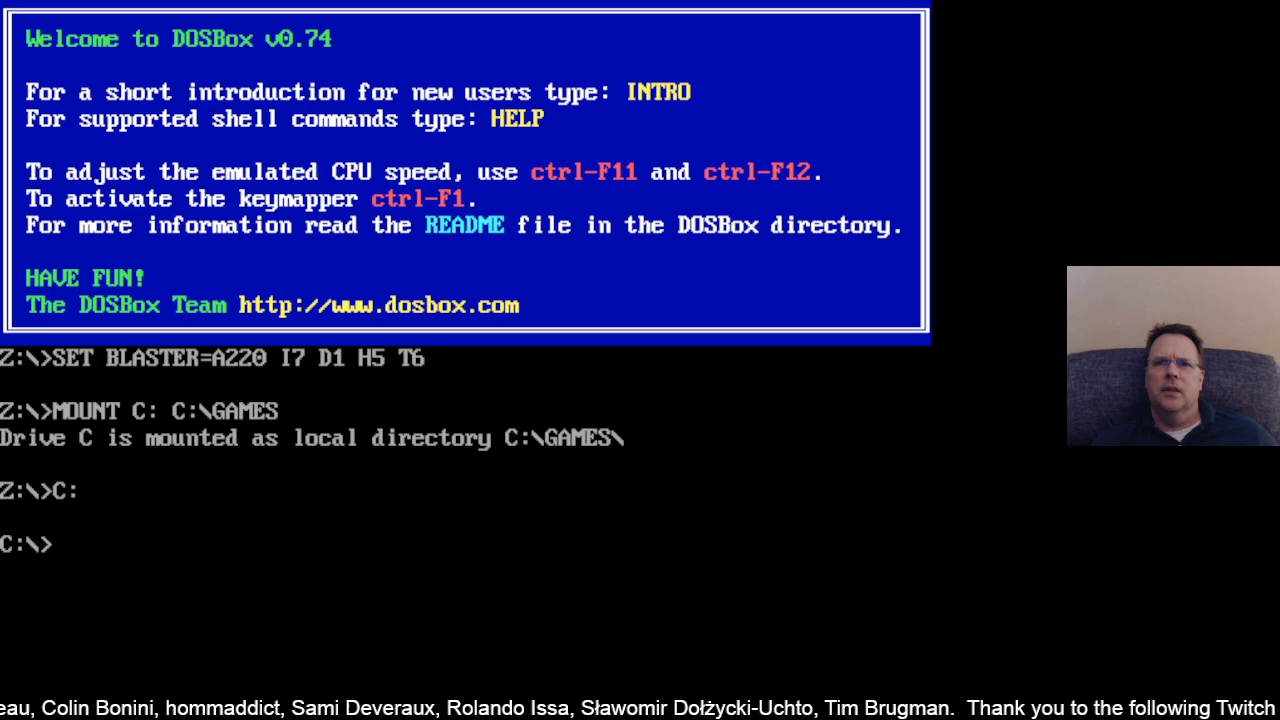 Welcome to DOSBox v0.74
For a short introduction for new users type: INTRO
For supported shell commands type: HELP
To adjust the emulated CPU speed, use ctrl-F11 and ctrl-F12.
To activate the keymapper ctrl-F1.
For more information read the README file in the DOSBox directory.
HAVE FUN!
The DOSBox Team http://www.dosbox.com
Z:\>SET BLASTER=A220 I7 D1 H5 T6
Z:\>MOUNT C: C:\GAMES
Drive C is mounted as local directory C:\GAMES\
Z:\>C:
C:\>
eau, Colin Bonini, hommaddict, Sami Deveraux, Rolando Issa, Sławomir Dołżycki-Uchto, Tim Brugman.  Thank you to the following Twitch